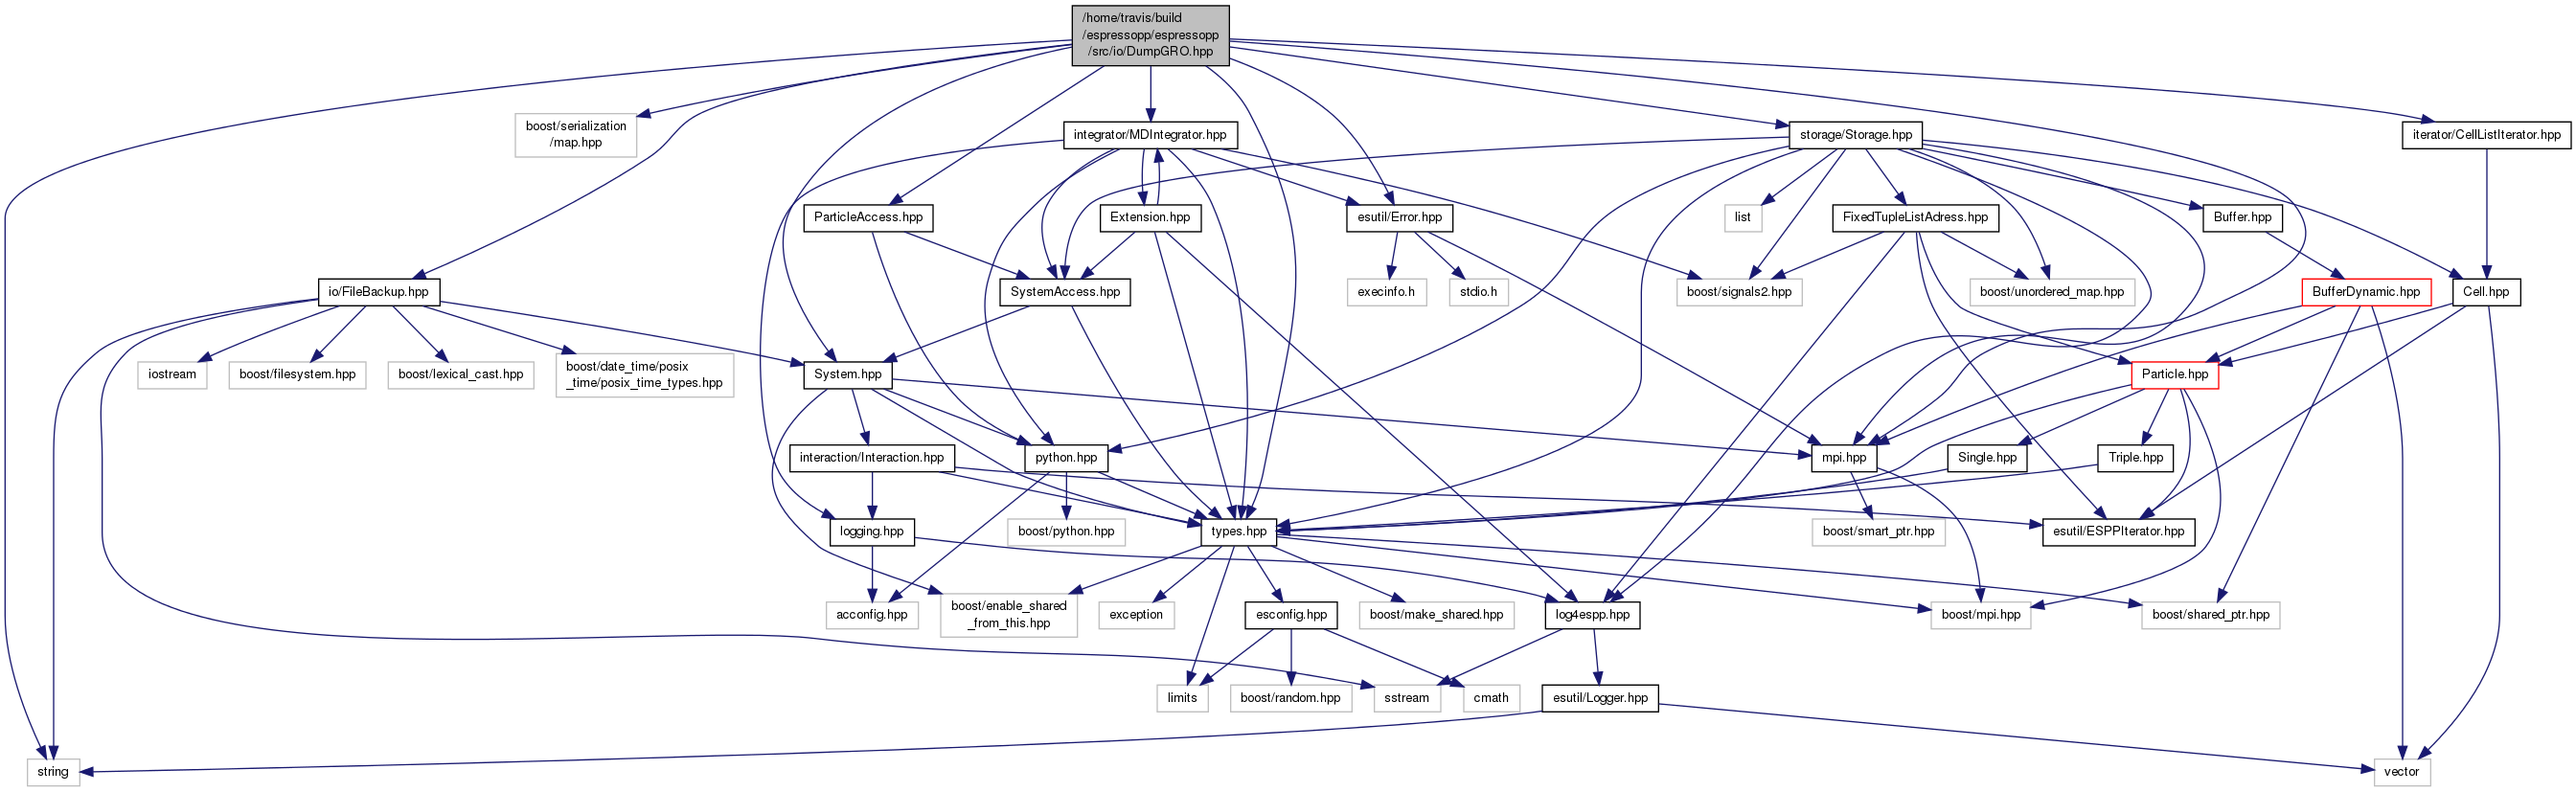 /home/travis/build
/espressopp/espressopp
/src/io/DumpGRO.hpp
boost/serialization
/map.hpp
integrator/MDIntegrator.hpp
storage/Storage.hpp
iterator/CellListIterator.hpp
ParticleAccess.hpp
Extension.hpp
esutil/Error.hpp
list
FixedTupleListAdress.hpp
Buffer.hpp
io/FileBackup.hpp
SystemAccess.hpp
execinfo.h
stdio.h
boost/signals2.hpp
boost/unordered_map.hpp
BufferDynamic.hpp
Cell.hpp
iostream
boost/filesystem.hpp
boost/lexical_cast.hpp
boost/date_time/posix
_time/posix_time_types.hpp
System.hpp
Particle.hpp
interaction/Interaction.hpp
python.hpp
mpi.hpp
Single.hpp
Triple.hpp
logging.hpp
boost/python.hpp
types.hpp
boost/smart_ptr.hpp
esutil/ESPPIterator.hpp
acconfig.hpp
boost/enable_shared
_from_this.hpp
exception
esconfig.hpp
boost/make_shared.hpp
log4espp.hpp
boost/mpi.hpp
boost/shared_ptr.hpp
limits
boost/random.hpp
sstream
cmath
esutil/Logger.hpp
string
vector